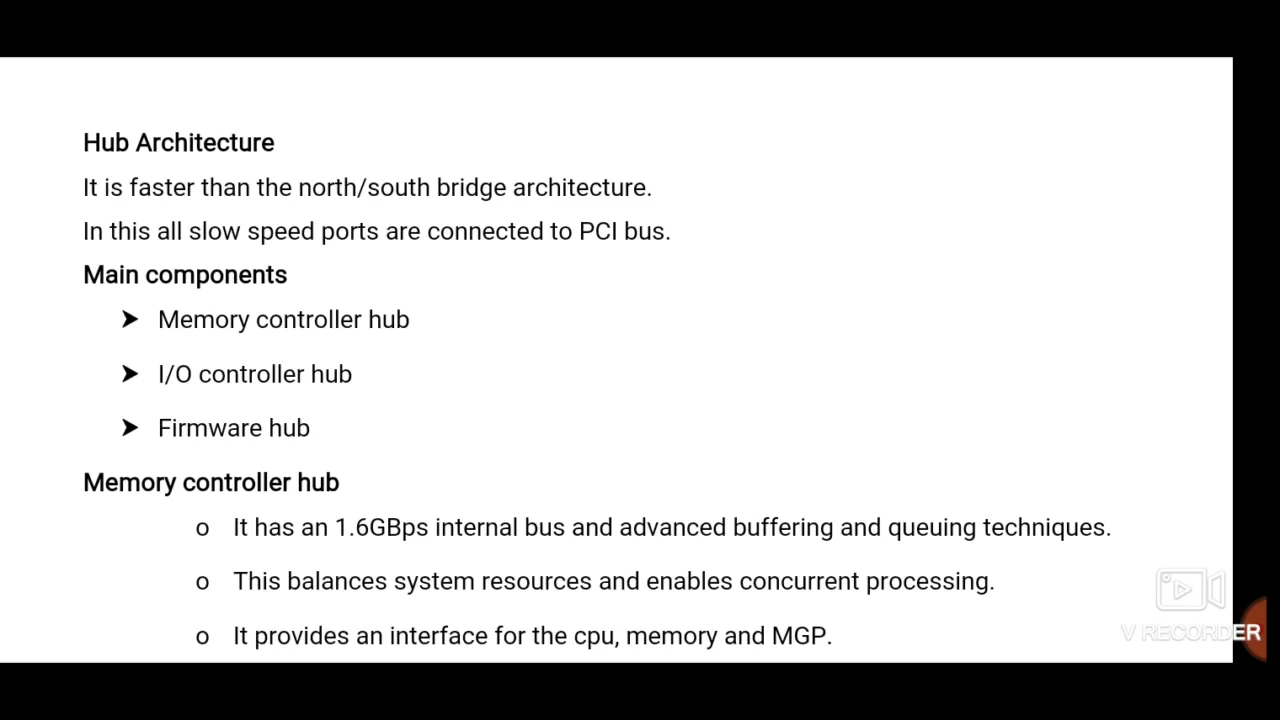 Hub Architecture
It is faster than the north/south bridge architecture.
In this all slow speed ports are connected to PCI bus.
Main components
➤ Memory controller hub
➤ I/O controller hub
➤ Firmware hub
Memory controller hub
o It has an 1.6GBps internal bus and advanced buffering and queuing techniques.
o This balances system resources and enables concurrent processing.
o It provides an interface for the cpu, memory and MGP.
V RECORDER